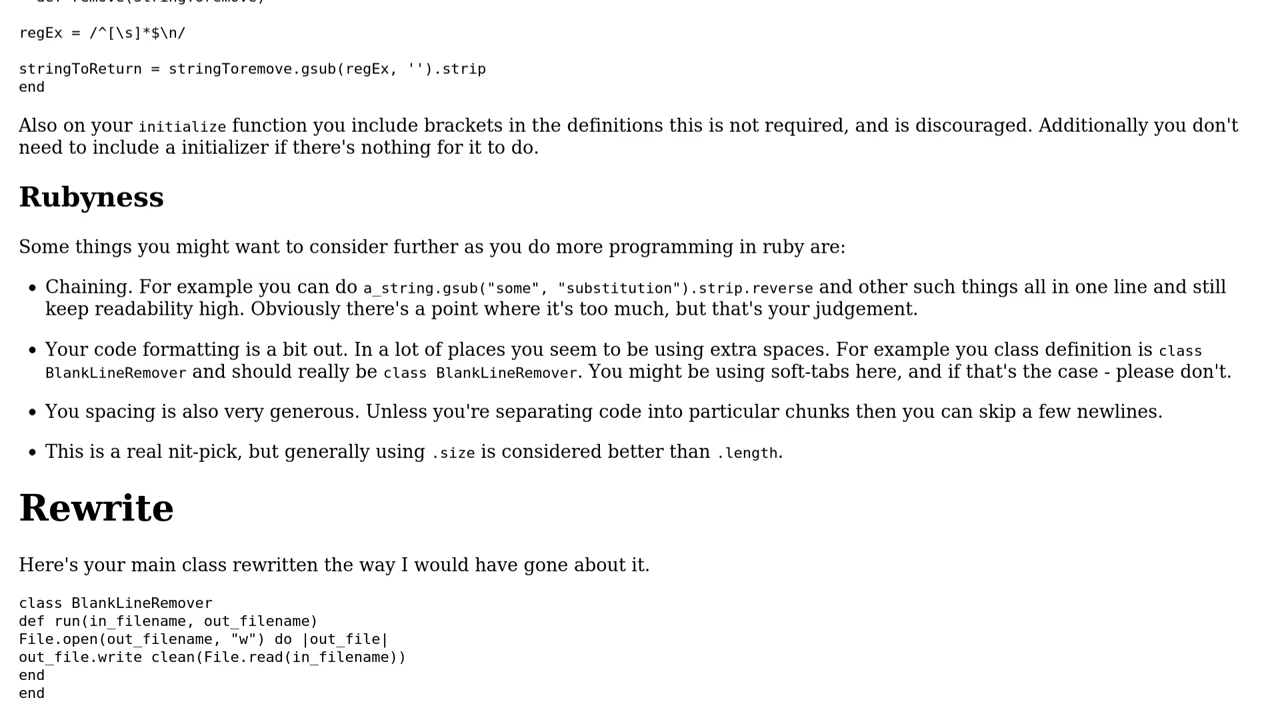 def remove(stringToremove)
regEx = /^[\s]*$\n/
stringToReturn = stringToremove.gsub(regEx, '').strip
end
Also on your initialize function you include brackets in the definitions this is not required, and is discouraged. Additionally you don't
need to include a initializer if there's nothing for it to do.
Rubyness
Some things you might want to consider further as you do more programming in ruby are:
• Chaining. For example you can do a_string.gsub("some", "substitution").strip.reverse and other such things all in one line and still
keep readability high. Obviously there's a point where it's too much, but that's your judgement.
• Your code formatting is a bit out. In a lot of places you seem to be using extra spaces. For example you class definition is class
BlankLineRemover and should really be class BlankLineRemover. You might be using soft-tabs here, and if that's the case - please don't.
• You spacing is also very generous. Unless you're separating code into particular chunks then you can skip a few newlines.
• This is a real nit-pick, but generally using .size is considered better than .length.
Rewrite
Here's your main class rewritten the way I would have gone about it.
class BlankLineRemover
def run(in_filename, out_filename)
File.open(out_filename, "w") do |out_file|
out_file.write clean(File.read(in_filename))
end
end